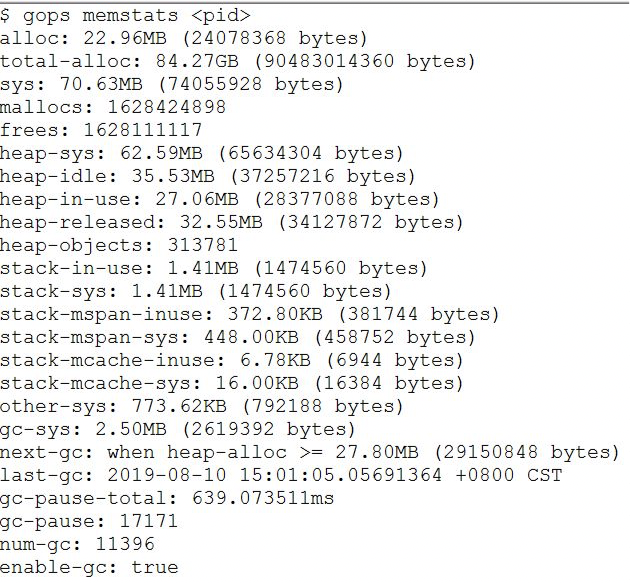 $ gops memstats <pid>
alloc: 22.96MB (24078368 bytes)
total-alloc: 84.27GB (90483014360 bytes)
sys: 70.63MB (74055928 bytes)
mallocs: 1628424898
frees: 1628111117
heap-sys: 62.59MB (65634304 bytes)
heap-idle: 35.53MB (37257216 bytes)
heap-in-use: 27.06MB (28377088 bytes)
heap-released: 32.55MB (34127872 bytes)
heap-objects: 313781
stack-in-use: 1.41MB (1474560 bytes)
stack-sys: 1.41MB (1474560 bytes)
stack-mspan-inuse: 372.80KB (381744 bytes)
stack-mspan-sys: 448.00KB (458752 bytes)
stack-mcache-inuse: 6.78KB (6944 bytes)
stack-mcache-sys: 16.00KB (16384 bytes)
other-sys: 773.62KB (792188 bytes)
gc-sys: 2.50MB (2619392 bytes)
next-gc: when heap-alloc >= 27.80MB (29150848 bytes)
last-gc: 2019-08-10 15:01:05.05691364 +0800 CST
gc-pause-total: 639.073511ms
gc-pause: 17171
num-gc: 11396
enable-gc: true